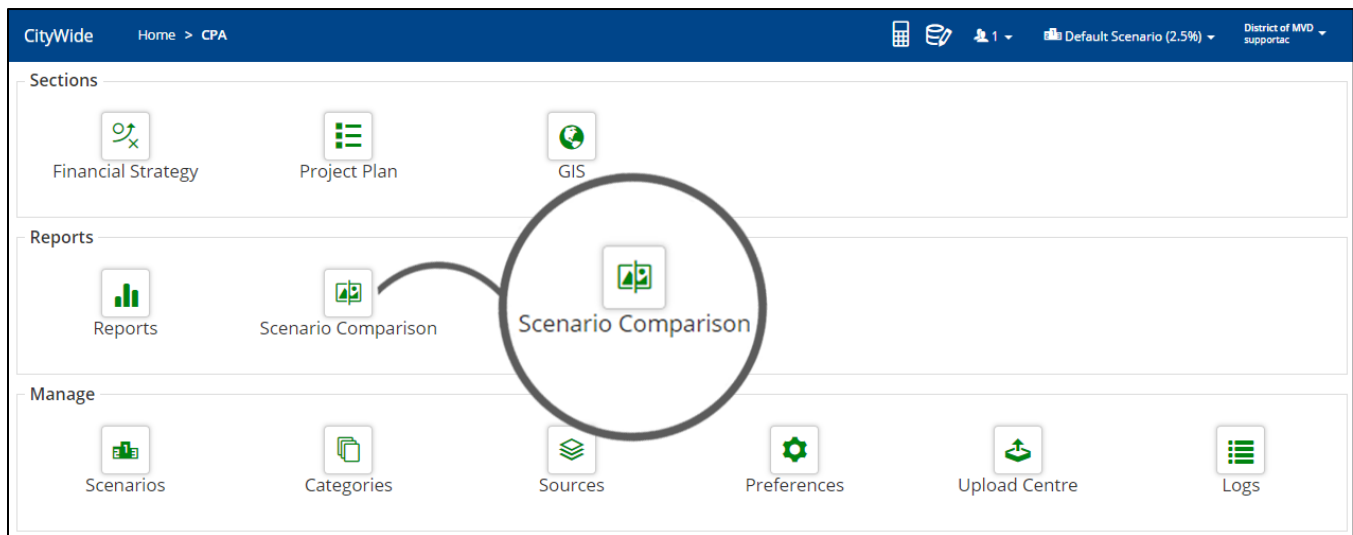 CityWide Home > CPA 1 Default Scenario (2.5%) District of MVD
supportac
Sections
Financial Strategy Project Plan GIS
Reports
Reports Scenario Comparison Scenario Comparison
Manage
Scenarios Categories Sources Preferences Upload Centre Logs